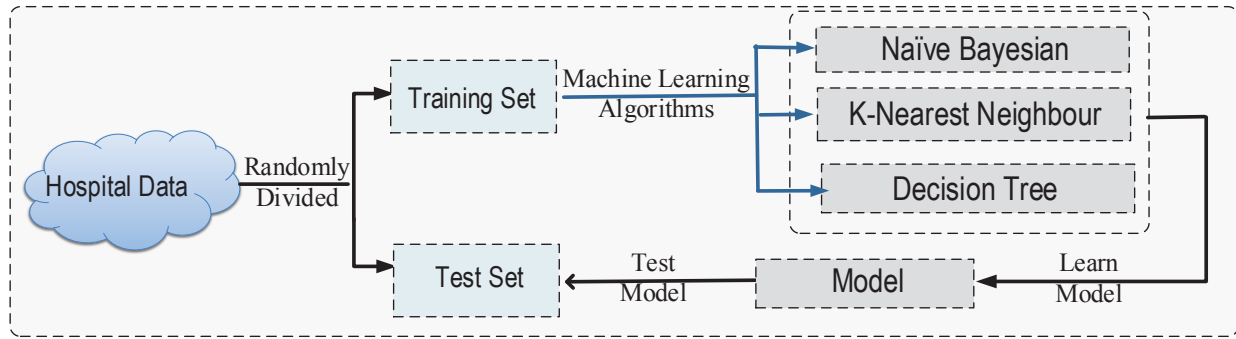 Hospital Data
Randomly
Divided
Training Set
Test Set
Machine Learning
Algorithms
Naïve Bayesian
K-Nearest Neighbour
Decision Tree
Learn
Model
Model
Test
Model